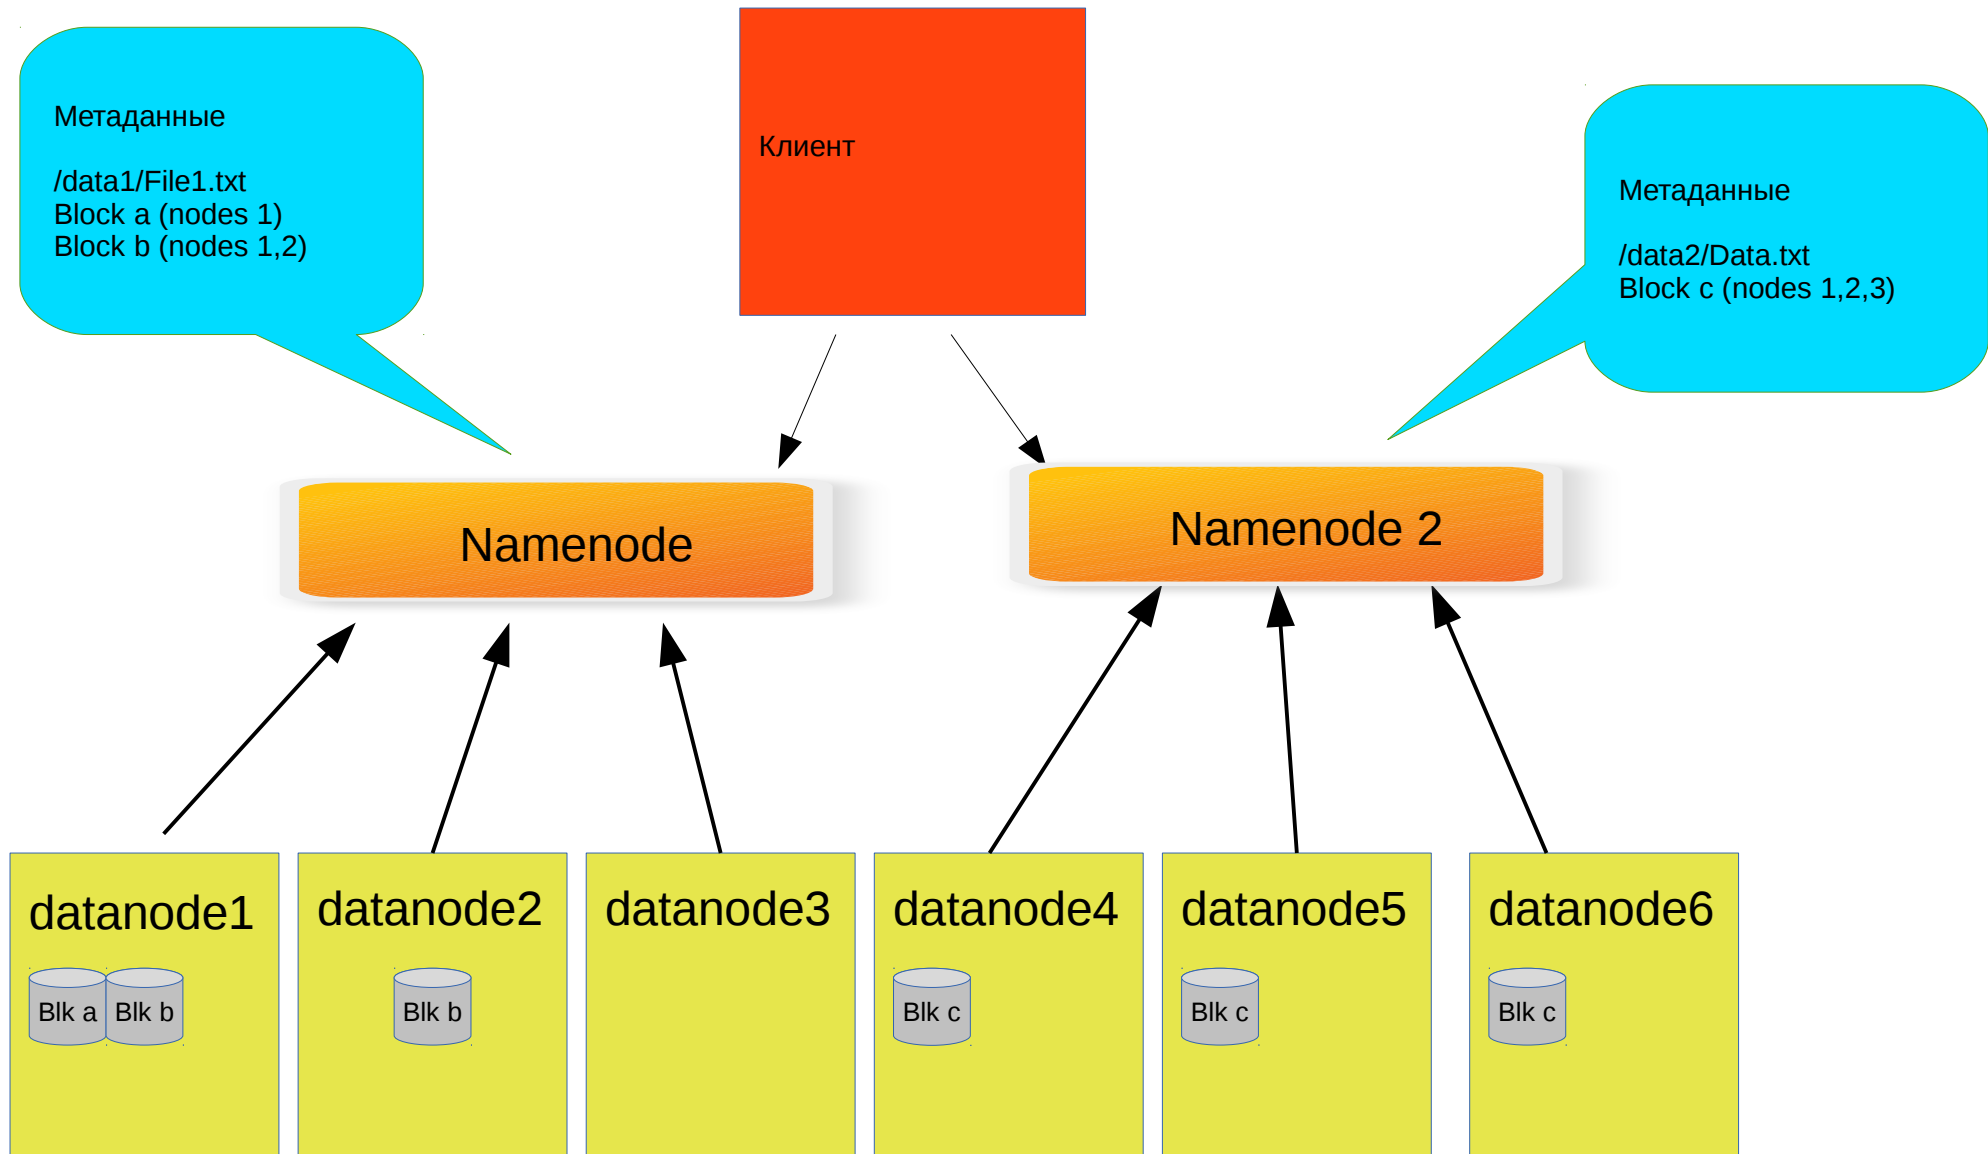 Метаданные
/data1/File1.txt
Block a (nodes 1)
Block b (nodes 1,2)
Клиент
Метаданные
/data2/Data.txt
Block c (nodes 1,2,3)
Namenode
Namenode 2
datanode1
datanode2
datanode3
datanode4
datanode5
datanode6
Blk a
Blk b
Blk b
Blk c
Blk c
Blk c